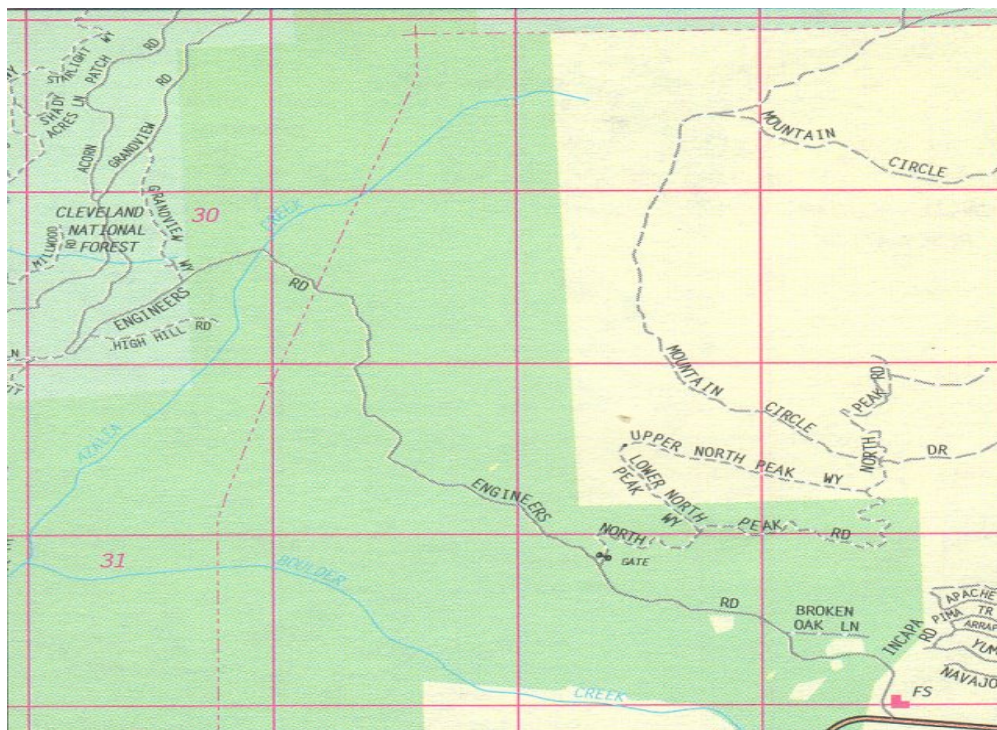 STARLIGHT WY
SHADY
ACRES LN
ACORN PATCH RD
GRANDVIEW RD
MOUNTAIN CIRCLE
CLEVELAND
NATIONAL
FOREST
30
GRANDVIEW WY
MILLWOOD
RD
CREEK
ENGINEERS RD
HIGH HILL RD
MOUNTAIN CIRCLE DR
NORTH PEAK RD
AZALIA
UPPER NORTH PEAK WY
LOWER NORTH
PEAK WY
ENGINEERS RD
NORTH PEAK RD
GATE
31
BOULDER CREEK
BROKEN
OAK LN
INCAPA
RD
APACHE
PIMA TR
ARRAP
YUM
NAVAJO
FS